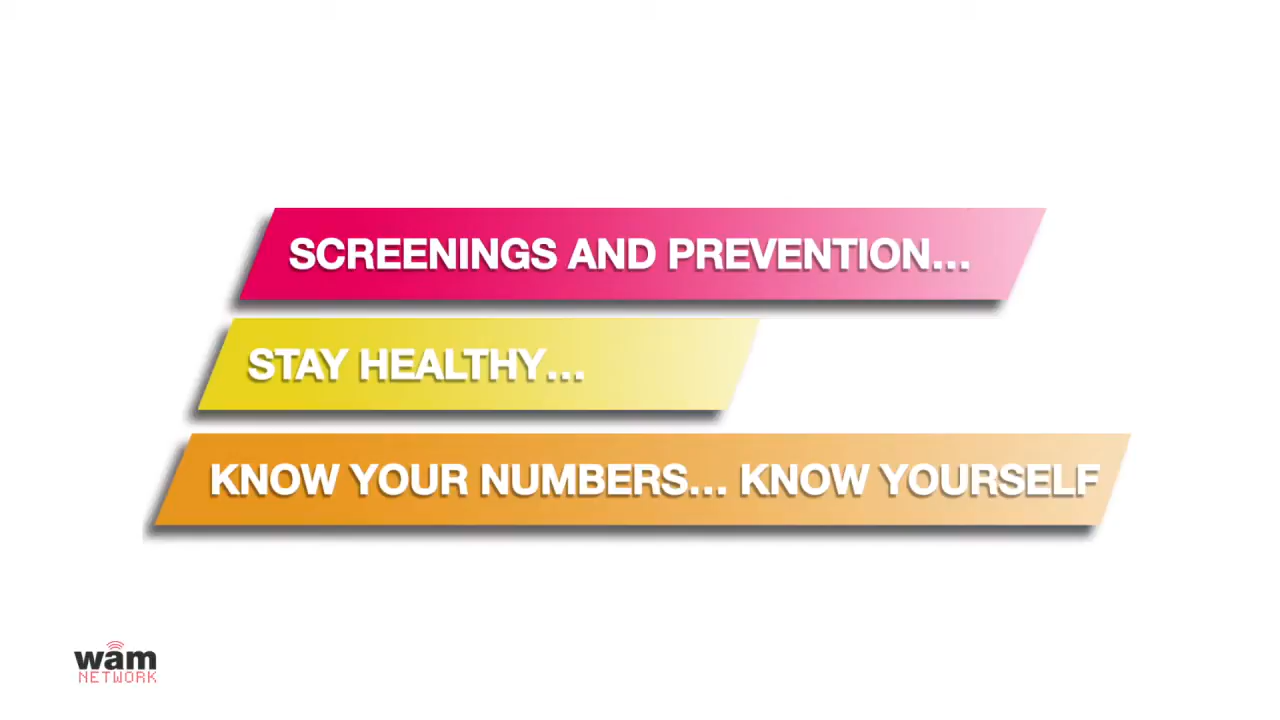 SCREENINGS AND PREVENTION...
STAY HEALTHY...
KNOW YOUR NUMBERS... KNOW YOURSELF
wam
NETWORK